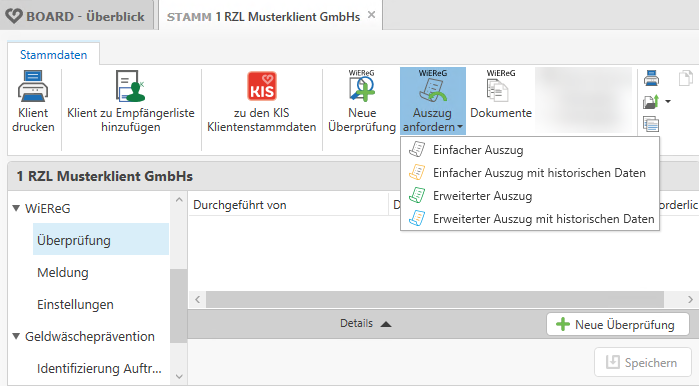 BOARD - Überblick
STAMM 1 RZL Musterklient GmbHs
Stammdaten
Klient drucken
Klient zu Empfängerliste hinzufügen
KIS
zu den KIS Klientenstammdaten
WiEReG
Neue Überprüfung
WiEReG
Auszug anfordern
WiEReG
Dokumente
Einfacher Auszug
Einfacher Auszug mit historischen Daten
Erweiterter Auszug
Erweiterter Auszug mit historischen Daten
1 RZL Musterklient GmbHs
WiEReG
Überprüfung
Meldung
Einstellungen
Geldwäscheprävention
Identifizierung Auftr...
Durchgeführt von
Details
Neue Überprüfung
Speichern